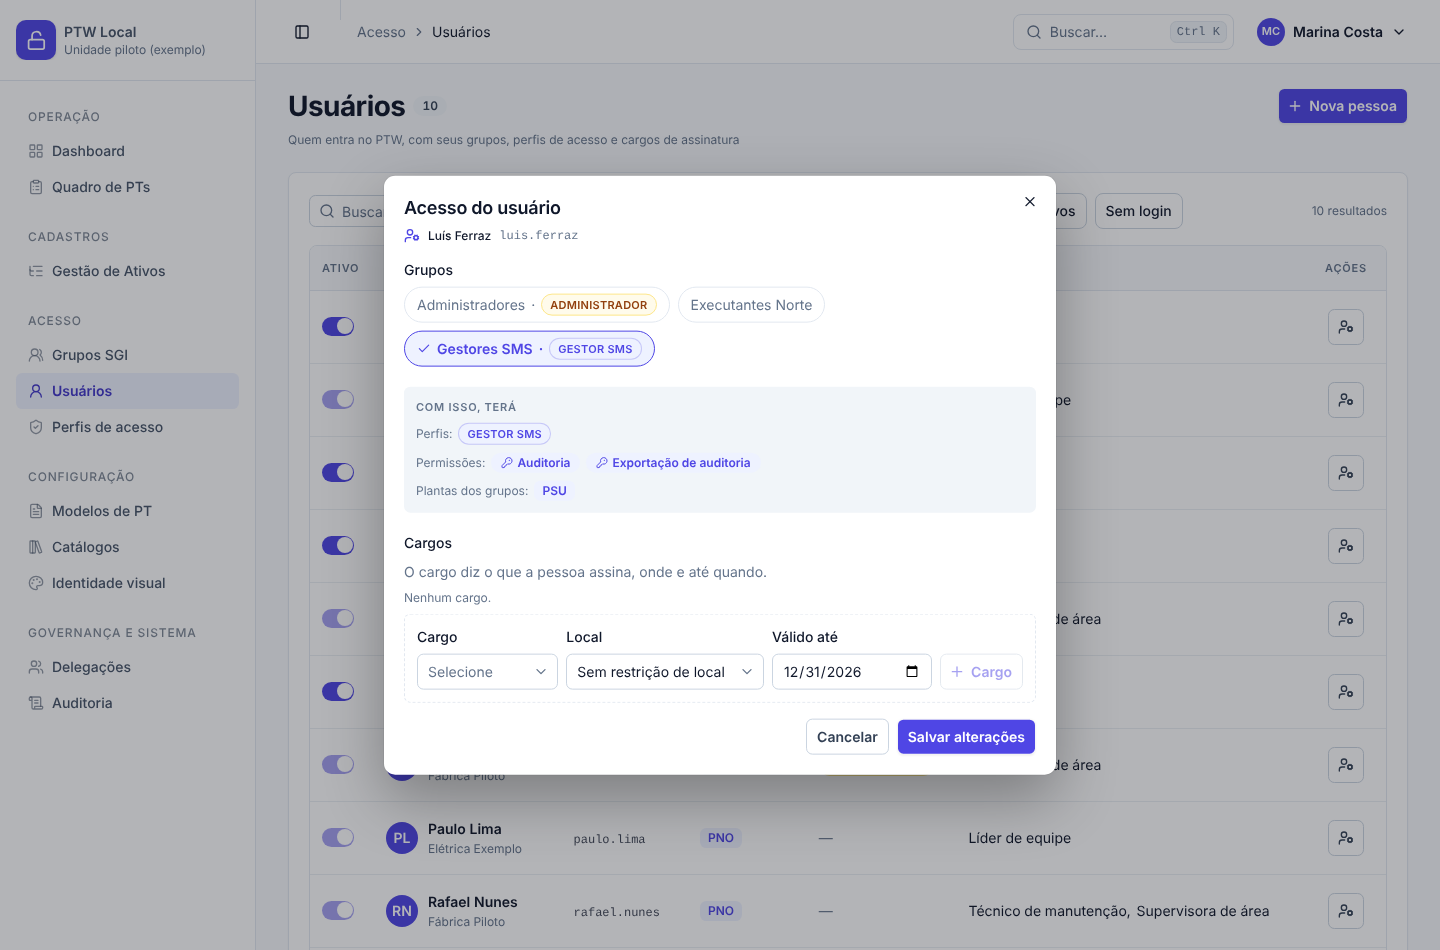 PTW Local
Unidade piloto (exemplo)
OPERAÇÃO
Dashboard
Quadro de PTs
CADASTROS
Gestão de Ativos
ACESSO
Grupos SGI
Usuários
Perfis de acesso
CONFIGURAÇÃO
Modelos de PT
Catálogos
Identidade visual
GOVERNANÇA E SISTEMA
Delegações
Auditoria
Acesso > Usuários
Buscar... Ctrl K
MC Marina Costa
Usuários 10
+ Nova pessoa
Quem entra no PTW, com seus grupos, perfis de acesso e cargos de assinatura
Sem login
10 resultados
ATIVO
AÇÕES
Acesso do usuário
Luís Ferraz luis.ferraz
Grupos
Administradores · ADMINISTRADOR
Executantes Norte
Gestores SMS · GESTOR SMS
COM ISSO, TERÁ
Perfis: GESTOR SMS
Permissões: Auditoria Exportação de auditoria
Plantas dos grupos: PSU
Cargos
O cargo diz o que a pessoa assina, onde e até quando.
Nenhum cargo.
Cargo Local Válido até
Selecione Sem restrição de local 12/31/2026 + Cargo
Cancelar Salvar alterações
de área
de área
Fábrica Piloto
PL Paulo Lima paulo.lima PNO — Líder de equipe
Elétrica Exemplo
RN Rafael Nunes rafael.nunes PNO — Técnico de manutenção, Supervisora de área
Fábrica Piloto